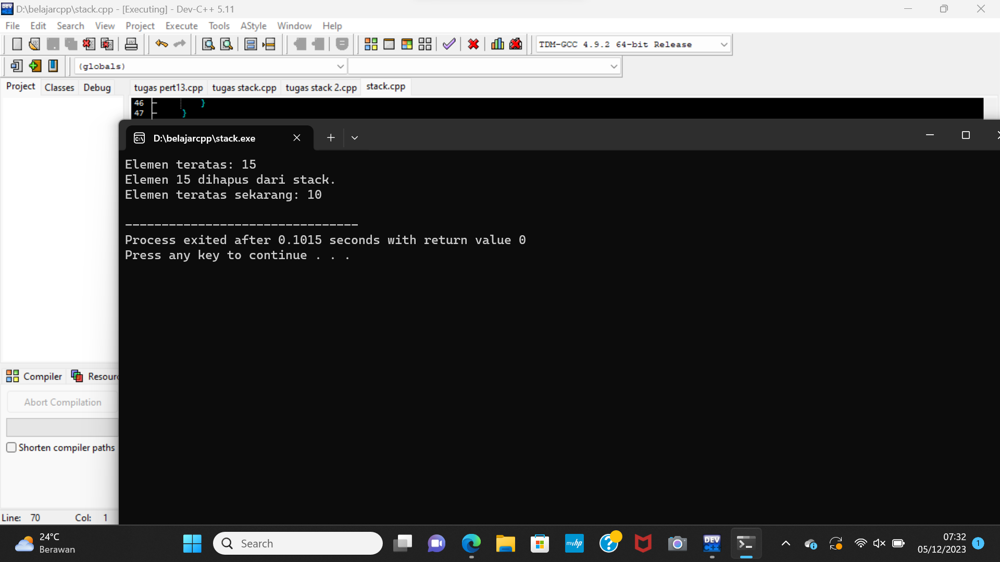 D:\belajarcpp\stack.cpp - [Executing] - Dev-C++ 5.11
File Edit Search View Project Execute Tools AStyle Window Help
TDM-GCC 4.9.2 64-bit Release
(globals)
Project Classes Debug
tugas pert13.cpp tugas stack.cpp tugas stack 2.cpp stack.cpp
46 }
47 }
D:\belajarcpp\stack.exe
Elemen teratas: 15
Elemen 15 dihapus dari stack.
Elemen teratas sekarang: 10
--------------------------------
Process exited after 0.1015 seconds with return value 0
Press any key to continue . . .
Compiler Resour
Abort Compilation
Shorten compiler paths
Line: 70 Col: 1
24°C
Berawan
Search
myhp
DEV
C++
07:32
05/12/2023
1